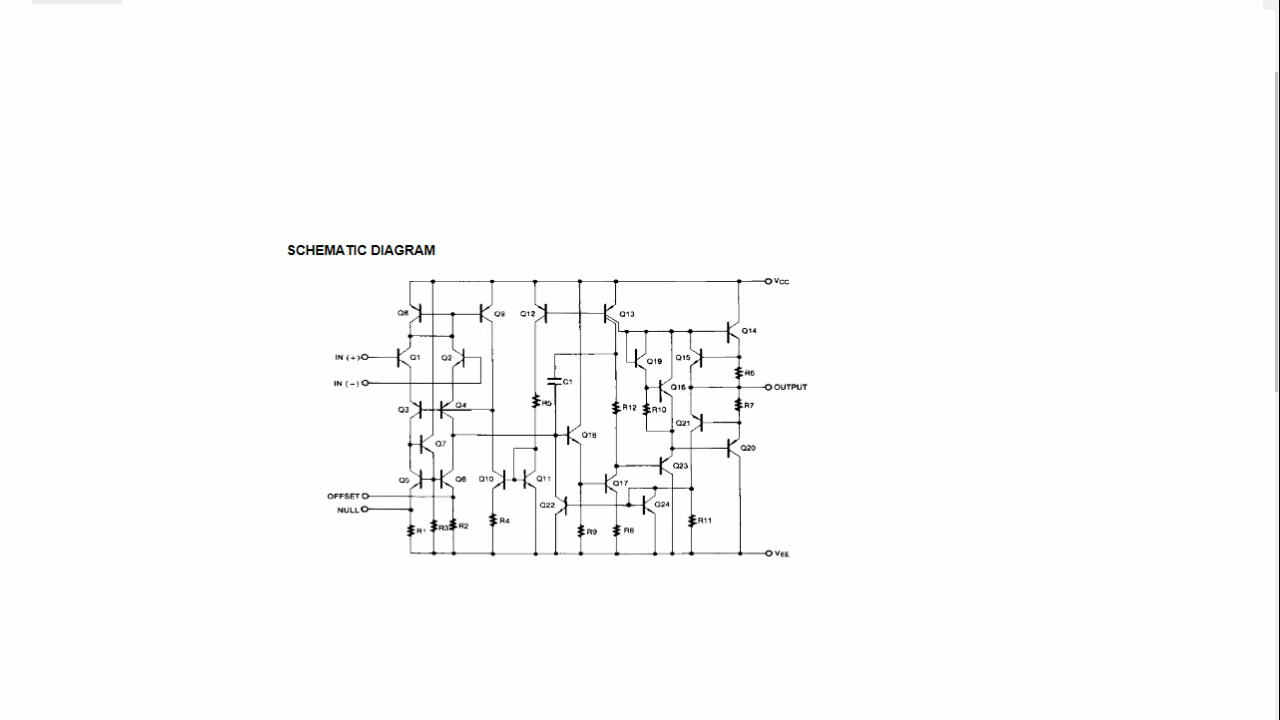 SCHEMATIC DIAGRAM
VCC
Q8 Q9 Q12 Q13
Q14
IN (+) Q1 Q2 Q19 Q15
R6
IN (−) C1 Q16 OUTPUT
R5
Q3 Q4 R12 R10 R7
Q21
Q7 Q18 Q20
Q23
Q5 Q6 Q10 Q11 Q17
OFFSET
NULL Q22 Q24
R1 R3 R2 R4 R9 R8 R11
VEE